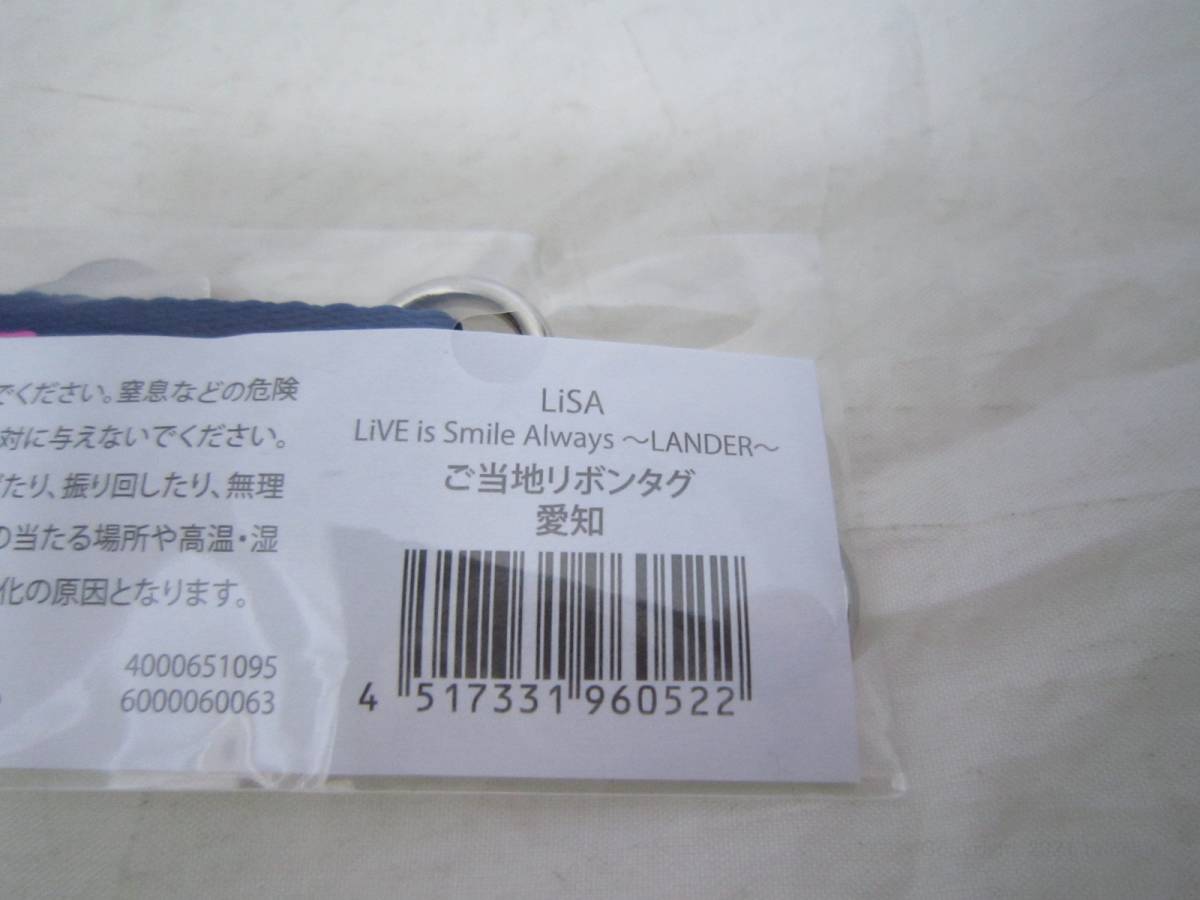 でください。窒息などの危険
対に与えないでください。
たり、振り回したり、無理
の当たる場所や高温・湿
化の原因となります。
4000651095
6000060063
LiSA
LiVE is Smile Always ～LANDER～
ご当地リボンタグ
愛知
4 517331 960522